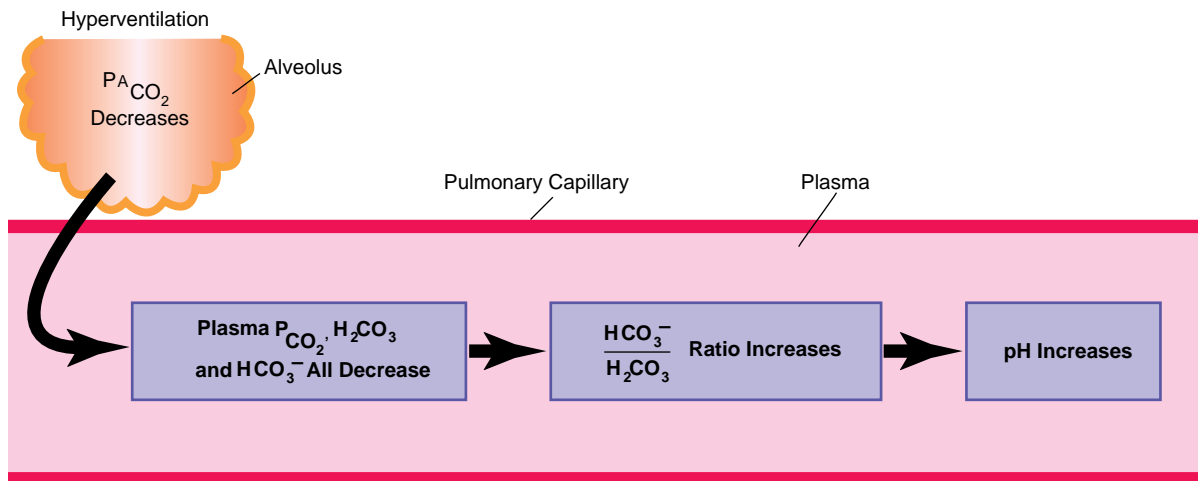 Hyperventilation
Alveolus
PACO₂
Decreases
Pulmonary Capillary
Plasma
Plasma PCO₂, H₂CO₃
and HCO₃⁻ All Decrease
HCO₃⁻
H₂CO₃
Ratio Increases
pH Increases